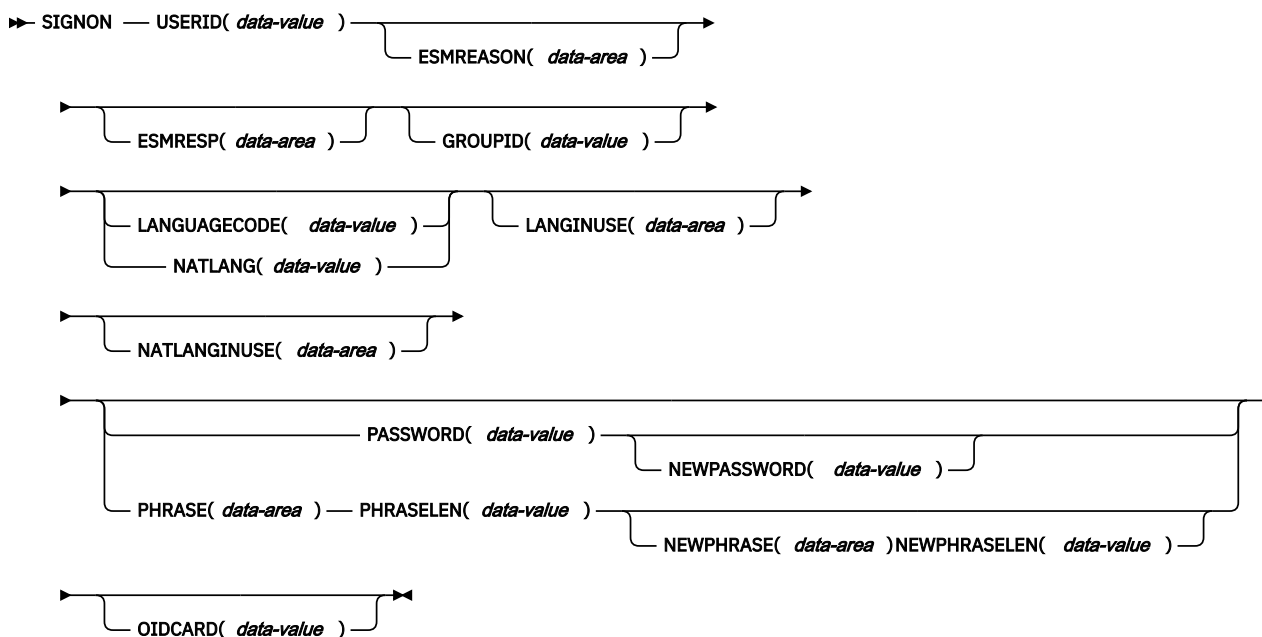 SIGNON USERID( data-value )
ESMREASON( data-area )
ESMRESP( data-area ) GROUPID( data-value )
LANGUAGECODE( data-value ) LANGINUSE( data-area )
NATLANG( data-value )
NATLANGINUSE( data-area )
PASSWORD( data-value )
NEWPASSWORD( data-value )
PHRASE( data-area ) PHRASELEN( data-value )
NEWPHRASE( data-area )NEWPHRASELEN( data-value )
OIDCARD( data-value )